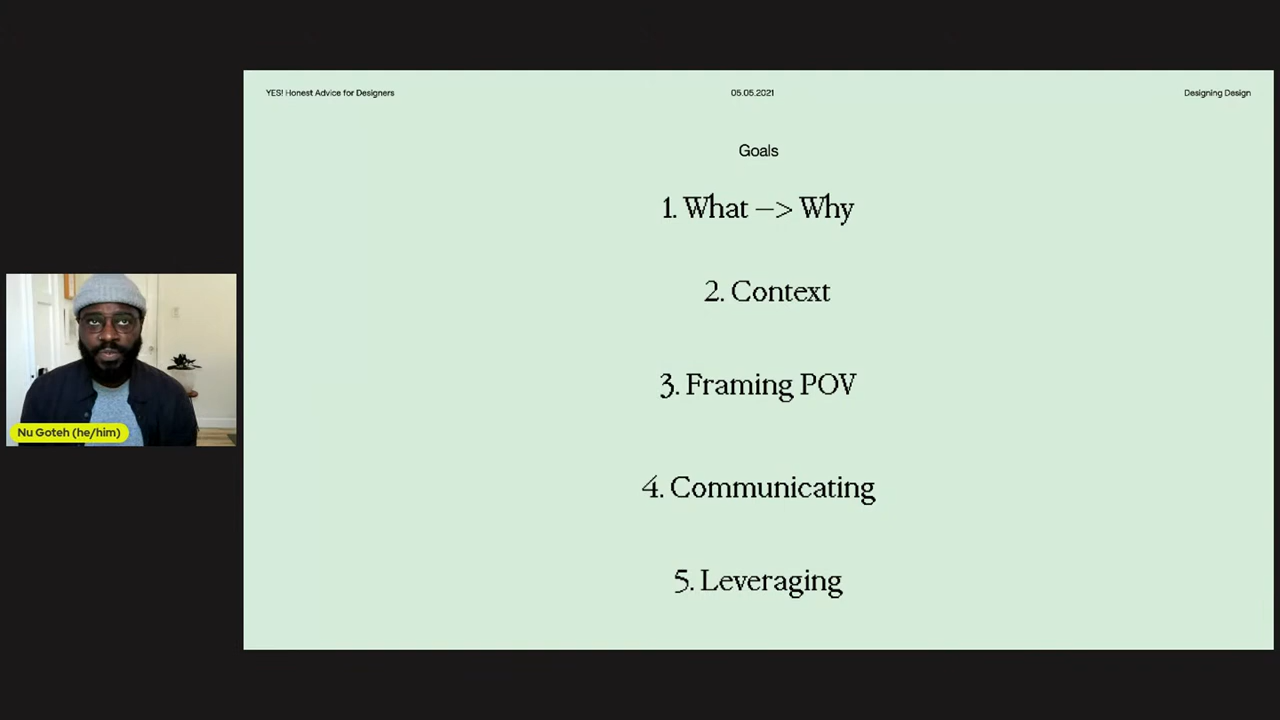 YES! Honest Advice for Designers
05.05.2021
Designing Design
Goals
1. What —> Why
2. Context
3. Framing POV
4. Communicating
5. Leveraging
Nu Goteh (he/him)